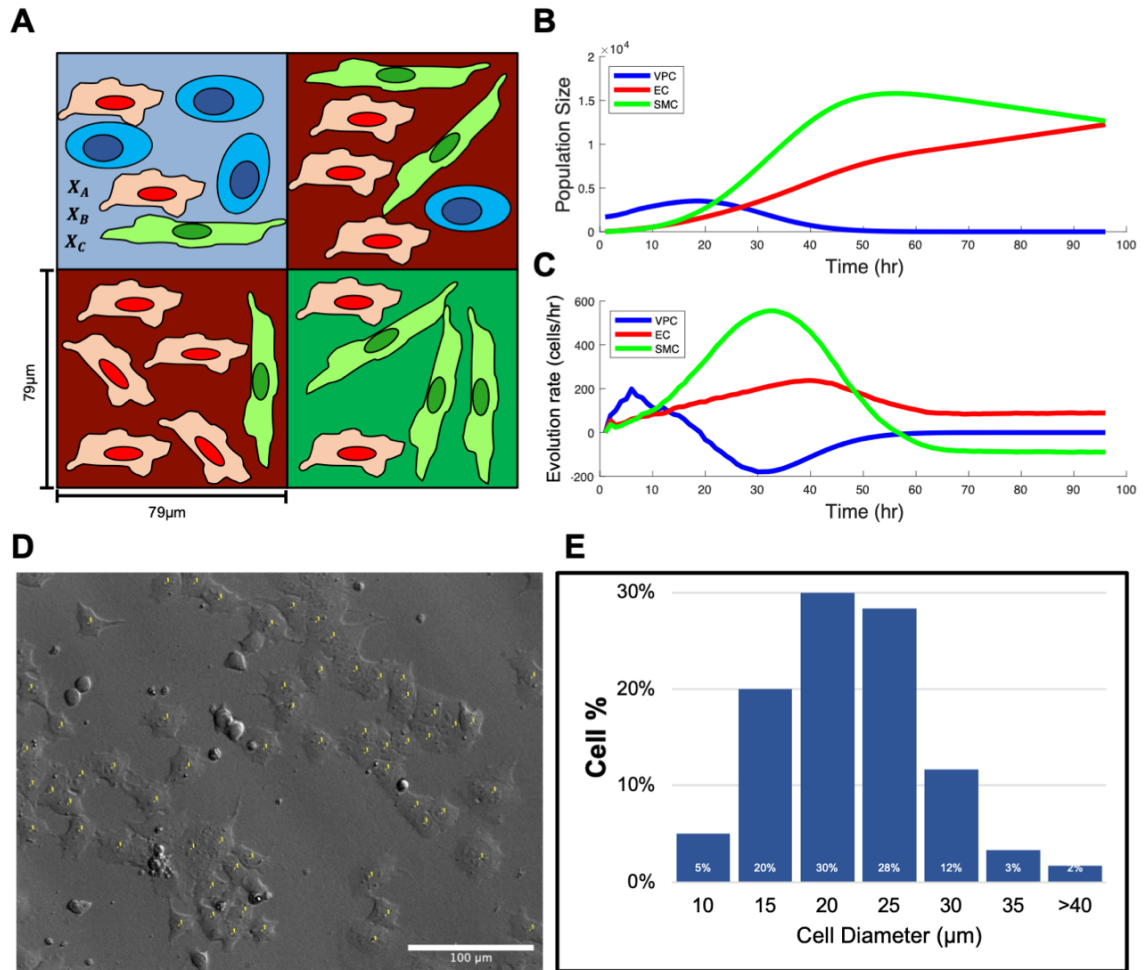 A
X_A
X_B
X_C
79µm
79µm
B
×10⁴
2
1.5
1
0.5
0
VPC
EC
SMC
Population Size
0 10 20 30 40 50 60 70 80 90 100
Time (hr)
C
600
400
200
0
-200
VPC
EC
SMC
Evolution rate (cells/hr)
0 10 20 30 40 50 60 70 80 90 100
Time (hr)
D
100 µm
E
30%
20%
10%
0%
Cell %
5% 20% 30% 28% 12% 3% 2%
10 15 20 25 30 35 >40
Cell Diameter (µm)